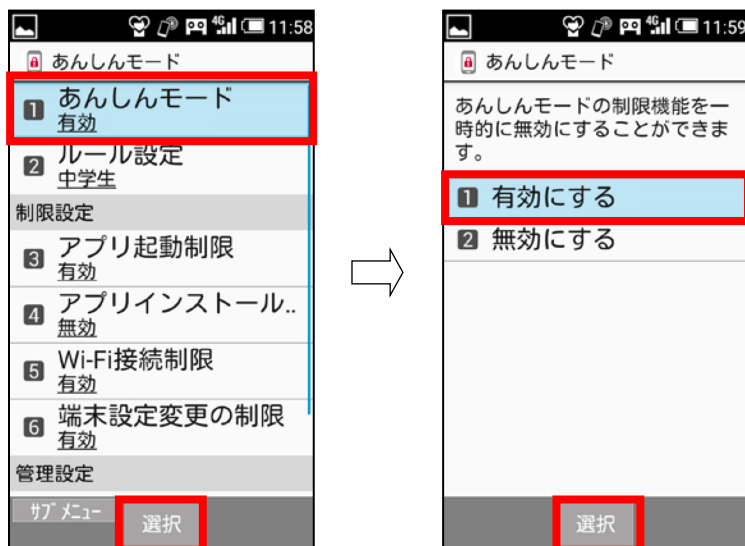 4G 11:58
あんしんモード
1 あんしんモード
有効
2 ルール設定
中学生
制限設定
3 アプリ起動制限
有効
4 アプリインストール..
無効
5 Wi-Fi接続制限
有効
6 端末設定変更の制限
有効
管理設定
ｻﾌﾞﾒﾆｭｰ 選択
4G 11:59
あんしんモード
あんしんモードの制限機能を一
時的に無効にすることができま
す。
1 有効にする
2 無効にする
選択